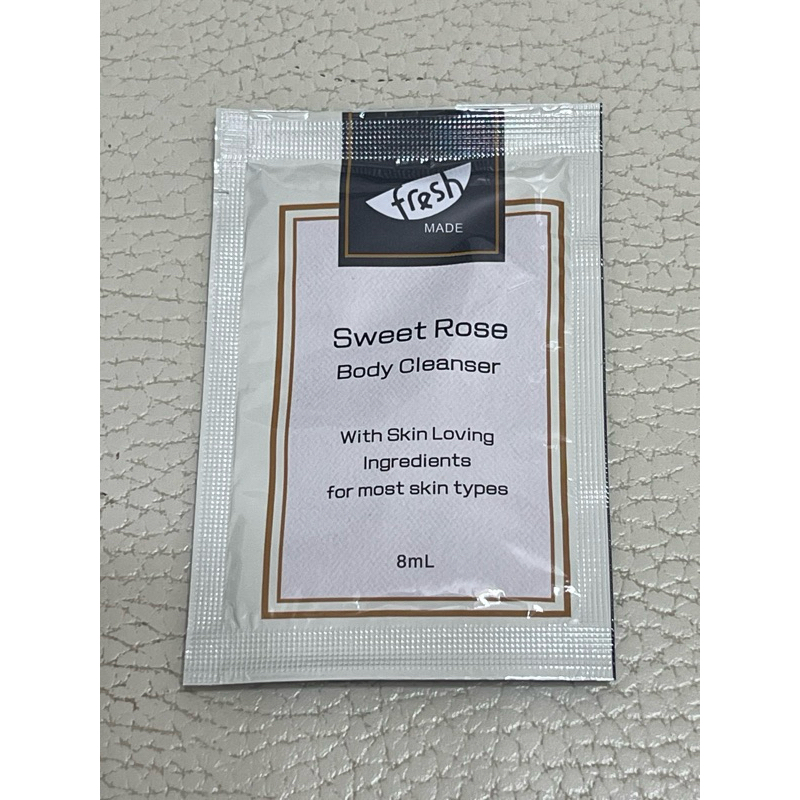 fresh
MADE
Sweet Rose
Body Cleanser
With Skin Loving
Ingredients
for most skin types
8mL